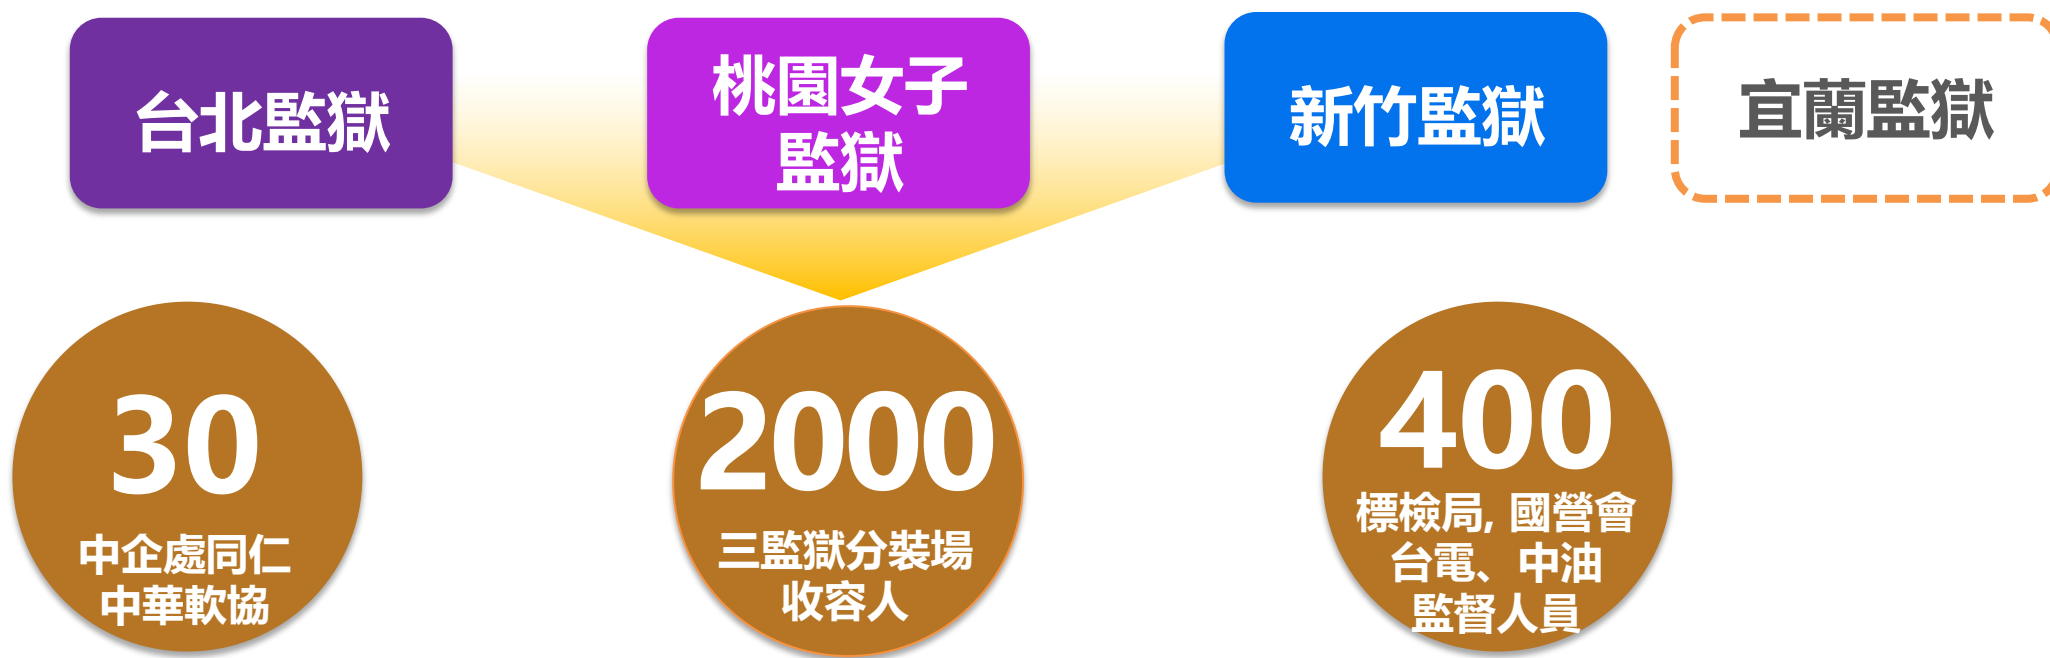 台北監獄
桃園女子
監獄
新竹監獄
宜蘭監獄
30
中企處同仁
中華軟協
2000
三監獄分裝場
收容人
400
標檢局, 國營會
台電、中油
監督人員